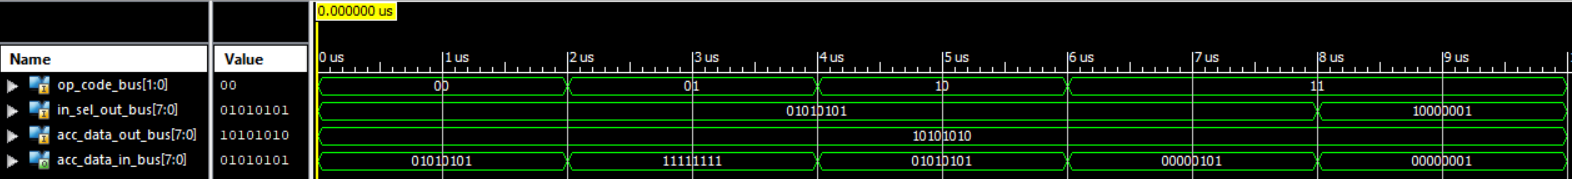 0.000000 us
Name Value 0 us 1 us 2 us 3 us 4 us 5 us 6 us 7 us 8 us 9 us
op_code_bus[1:0] 00 00 01 10 11
in_sel_out_bus[7:0] 01010101 01010101 10000001
acc_data_out_bus[7:0] 10101010 10101010
acc_data_in_bus[7:0] 01010101 01010101 11111111 01010101 00000101 00000001